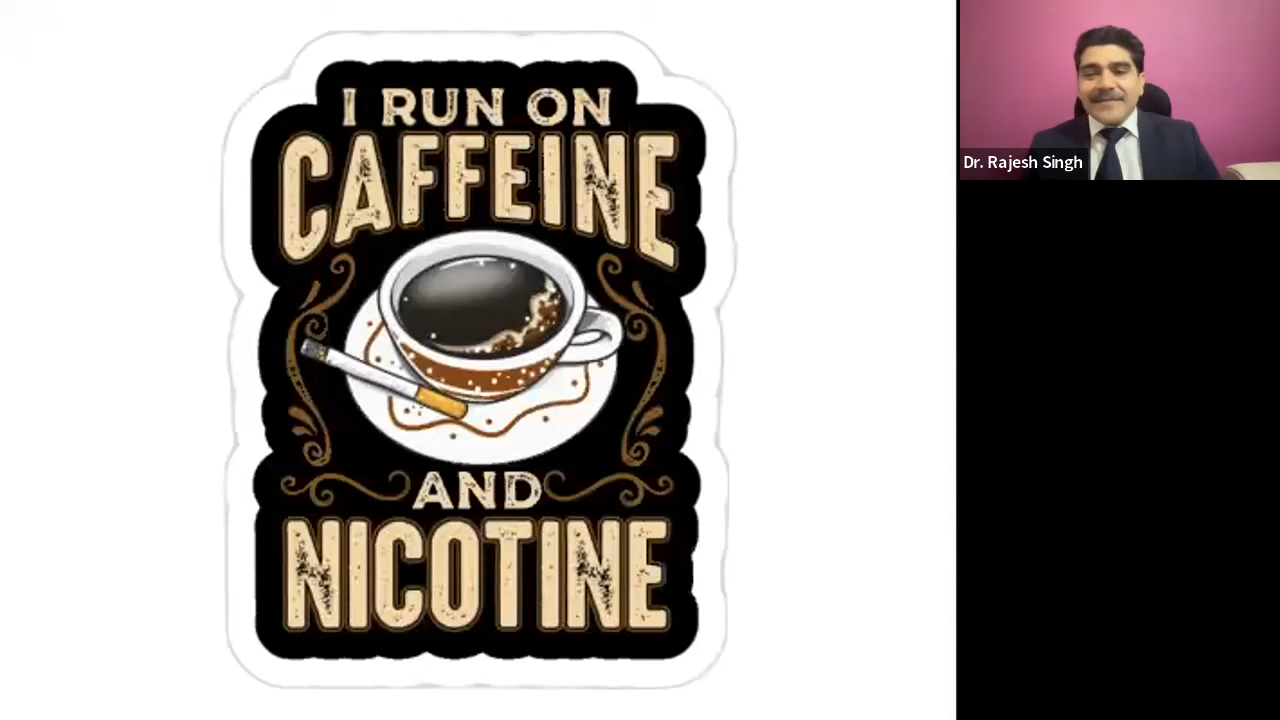 I RUN ON
CAFFEINE
AND
NICOTINE
Dr. Rajesh Singh